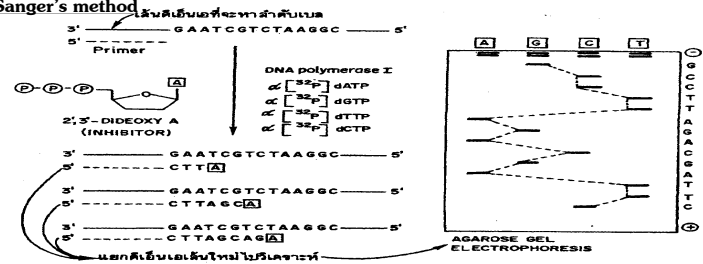 Sanger's method
เส้นดีเอ็นเอที่จะหาลำดับเบส
3' GAATCGTCTAAGGC 5'
5' Primer
P-P-P A
2',3'-DIDEOXY A
(INHIBITOR)
DNA polymerase I
α [32P] dATP
α [32P] dGTP
α [32P] dTTP
α [32P] dCTP
3' GAATCGTCTAAGGC 5'
5' CTTA
3' GAATCGTCTAAGGC 5'
5' CTTAGCA
3' GAATCGTCTAAGGC 5'
5' CTTAGCAGA
แยกดีเอ็นเอเส้นใหม่ไปวิเคราะห์
A G C T
−
G
C
C
T
T
A
G
A
C
G
A
T
T
C
+
AGAROSE GEL
ELECTROPHORESIS